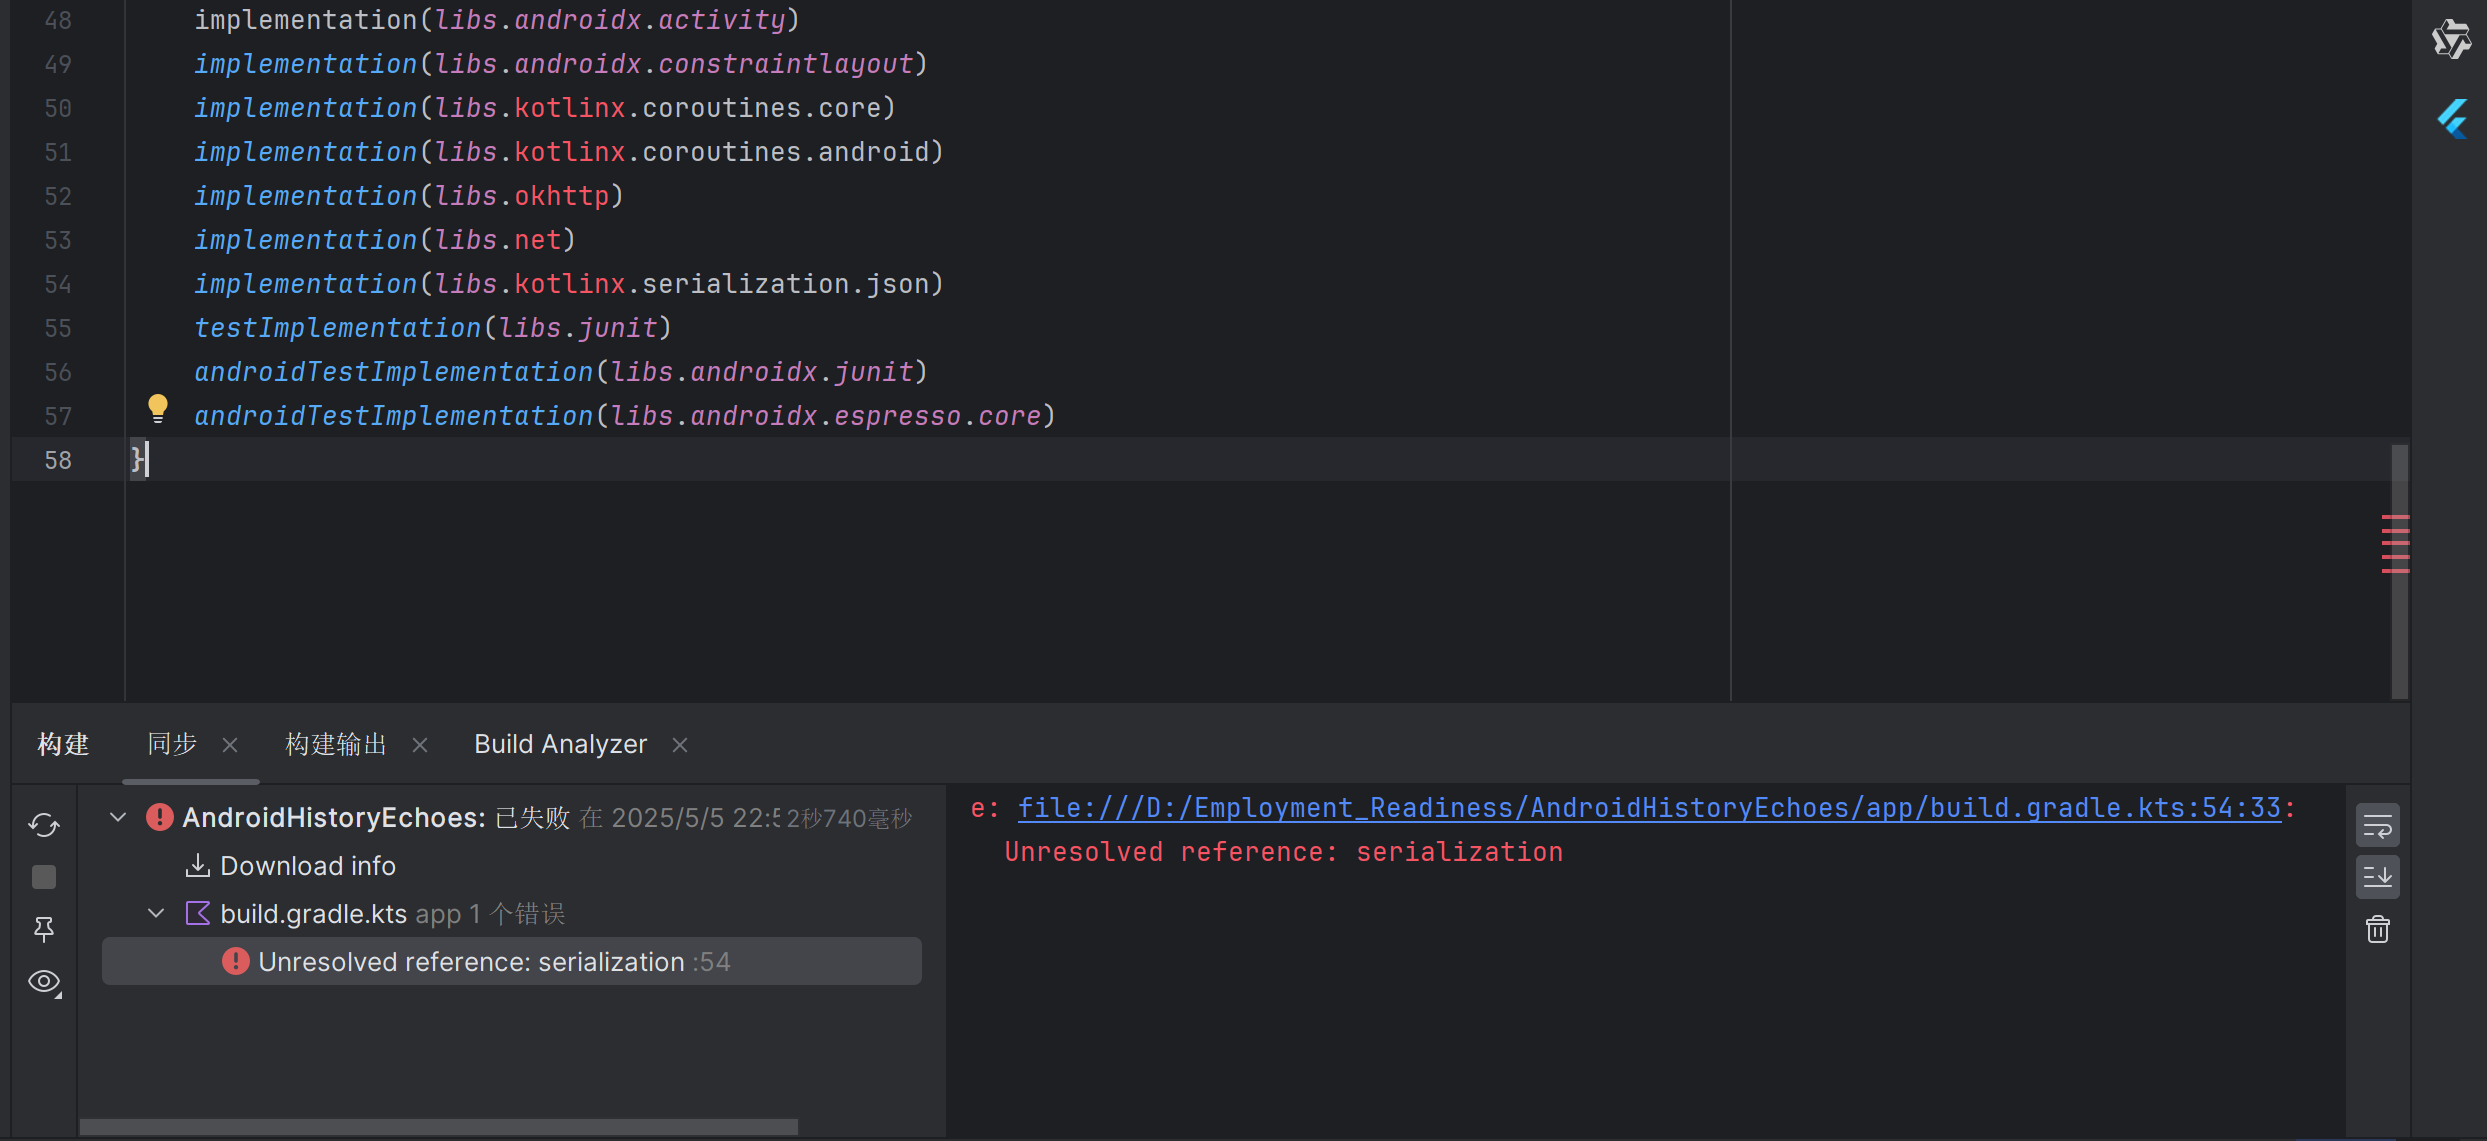 48 implementation(libs.androidx.activity)
49 implementation(libs.androidx.constraintlayout)
50 implementation(libs.kotlinx.coroutines.core)
51 implementation(libs.kotlinx.coroutines.android)
52 implementation(libs.okhttp)
53 implementation(libs.net)
54 implementation(libs.kotlinx.serialization.json)
55 testImplementation(libs.junit)
56 androidTestImplementation(libs.androidx.junit)
57 androidTestImplementation(libs.androidx.espresso.core)
58 }
构建 同步 构建输出 Build Analyzer
AndroidHistoryEchoes: 已失败 在 2025/5/5 22: 2秒740毫秒
Download info
build.gradle.kts app 1 个错误
Unresolved reference: serialization :54
e: file:///D:/Employment_Readiness/AndroidHistoryEchoes/app/build.gradle.kts:54:33:
Unresolved reference: serialization